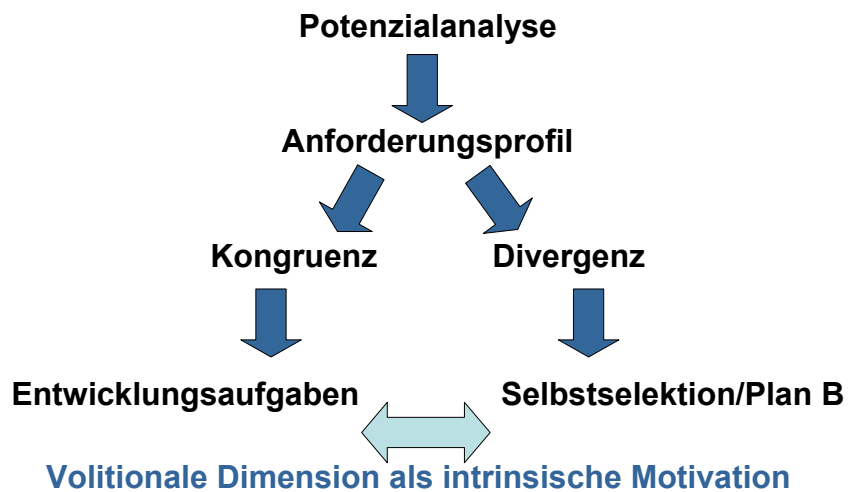 Potenzialanalyse
Anforderungsprofil
Kongruenz Divergenz
Entwicklungsaufgaben Selbstselektion/Plan B
Volitionale Dimension als intrinsische Motivation